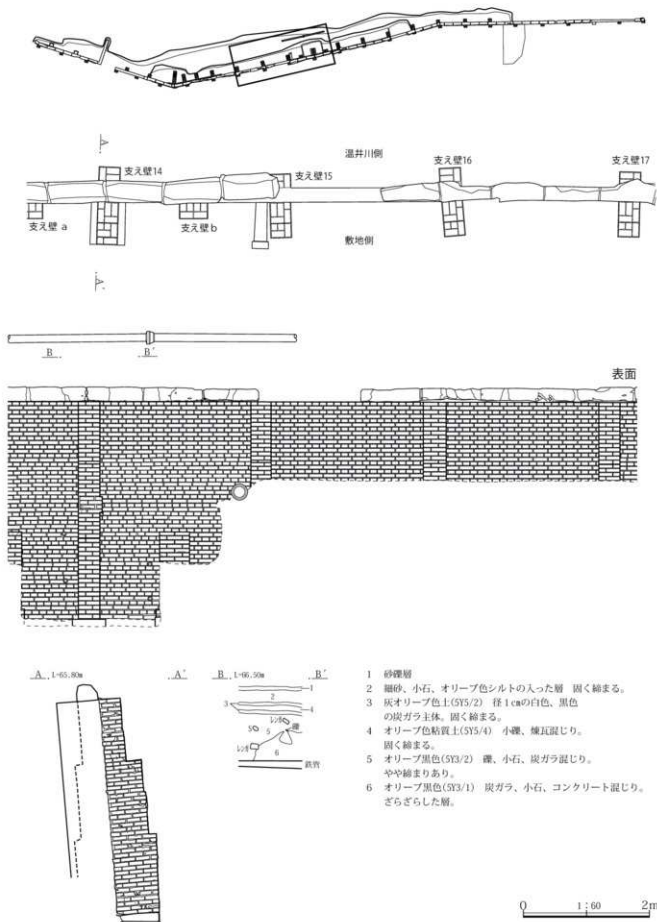 A
温井川側
支え壁14
支え壁15
支え壁16
支え壁17
支え壁 a
支え壁b
敷地側
A'
B
B´
表面
A L=65.80m A´
B L=66.50m B´
1
2
3
4
レンガ
礫
5
レンガ
6
鉄管
1 砂礫層
2 細砂、小石、オリーブ色シルトの入った層 固く締まる。
3 灰オリーブ色土(5Y5/2) 径1cmの白色、黒色
の炭ガラ主体。固く締まる。
4 オリーブ色粘質土(5Y5/4) 小礫、煉瓦混じり。
固く締まる。
5 オリーブ黒色(5Y3/2) 礫、小石、炭ガラ混じり。
やや締まりあり。
6 オリーブ黒色(5Y3/1) 炭ガラ、小石、コンクリート混じり。
ざらざらした層。
0 1:60 2m